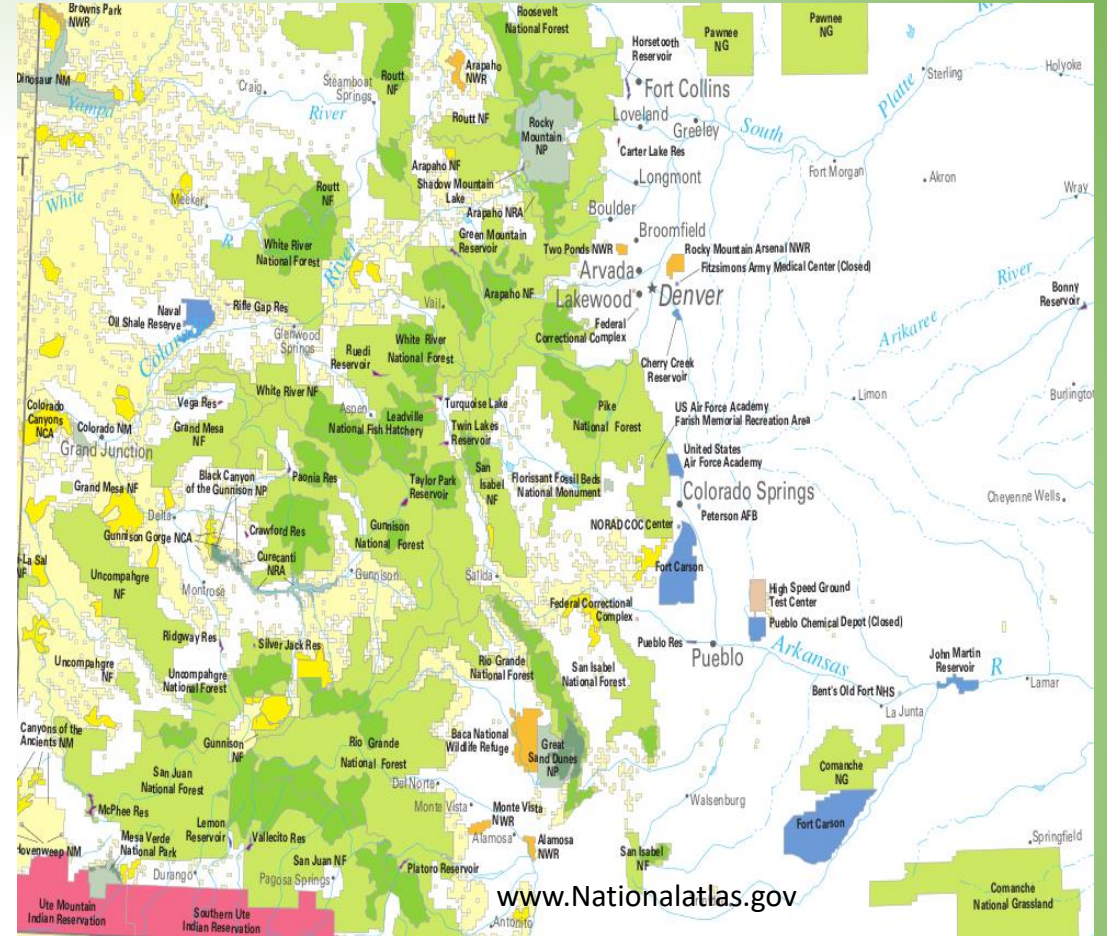 Browns Park
NWR
Dinosaur NM
Yampa
Craig
Steamboat
Springs
River
Routt
NF
Arapaho
NWR
Routt NF
Roosevelt
National Forest
Rocky
Mountain
NP
Horsetooth
Reservoir
Fort Collins
Loveland
Greeley
Carter Lake Res
Longmont
Pawnee
NG
Pawnee
NG
South
Platte
Sterling
Holyoke
Fort Morgan
Akron
Wray
T
White
Meeker
R
Routt
NF
White River
National Forest
River
Arapaho NF
Shadow Mountain
Lake
Arapaho NRA
Green Mountain
Reservoir
Boulder
Broomfield
Two Ponds NWR
Rocky Mountain Arsenal NWR
Fitzsimons Army Medical Center (Closed)
Arvada
Lakewood
Denver
Arapaho NF
Federal
Correctional Complex
Cherry Creek
Reservoir
River
Arikaree
Bonny
Reservoir
Naval
Oil Shale Reserve
Rifle Gap Res
Glenwood
Springs
Vail
Ruedi
Reservoir
White River
National Forest
White River NF
Vega Res
Grand Mesa
NF
Colorado
Canyons
NCA
Colorado NM
Grand Junction
Grand Mesa NF
Aspen
Leadville
National Fish Hatchery
Turquoise Lake
Twin Lakes
Reservoir
Pike
National Forest
US Air Force Academy
Farish Memorial Recreation Area
United States
Air Force Academy
Limon
Black Canyon
of the Gunnison NP
Paonia Res
Taylor Park
Reservoir
San
Isabel
NF
Florissant Fossil Beds
National Monument
Colorado Springs
Peterson AFB
Cheyenne Wells
Delta
Gunnison Gorge NCA
Crawford Res
Gunnison
National Forest
NORAD COC Center
Fort Carson
Uncompahgre
NF
Curecanti
NRA
Gunnison
Montrose
Salida
Federal Correctional
Complex
High Speed Ground
Test Center
Pueblo Chemical Depot (Closed)
Ridgway Res
Silver Jack Res
Uncompahgre
NF
Uncompahgre
National Forest
Rio Grande
National Forest
San Isabel
National Forest
Pueblo Res
Pueblo
Arkansas
R
John Martin
Reservoir
Lamar
Bent's Old Fort NHS
La Junta
Canyons of the
Ancients NM
Gunnison
NF
Rio Grande
National Forest
Baca National
Wildlife Refuge
Great
Sand Dunes
NP
Comanche
NG
San Juan
National Forest
Del Norte
Monte Vista
Monte Vista
NWR
Walsenburg
Fort Carson
McPhee Res
Lemon
Reservoir
Vallecito Res
Alamosa
Alamosa
NWR
San Isabel
NF
Springfield
Mesa Verde
National Park
Durango
San Juan NF
Pagosa Springs
Platoro Reservoir
Ute Mountain
Indian Reservation
Southern Ute
Indian Reservation
Antonito
www.Nationalatlas.gov
Comanche
National Grassland